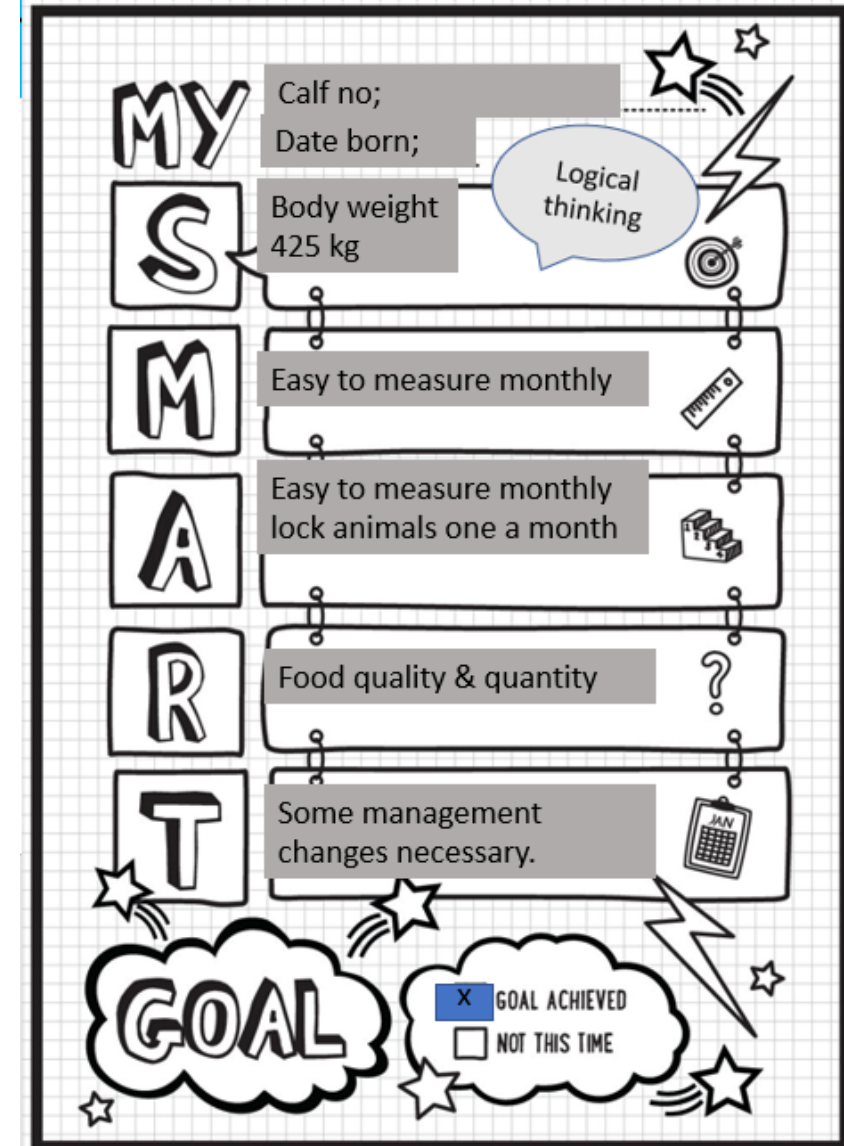 MY
Calf no;
Date born;
Logical
thinking
S
Body weight
425 kg
M
Easy to measure monthly
A
Easy to measure monthly
lock animals one a month
R
Food quality & quantity
T
Some management
changes necessary.
JAN
GOAL
X GOAL ACHIEVED
NOT THIS TIME